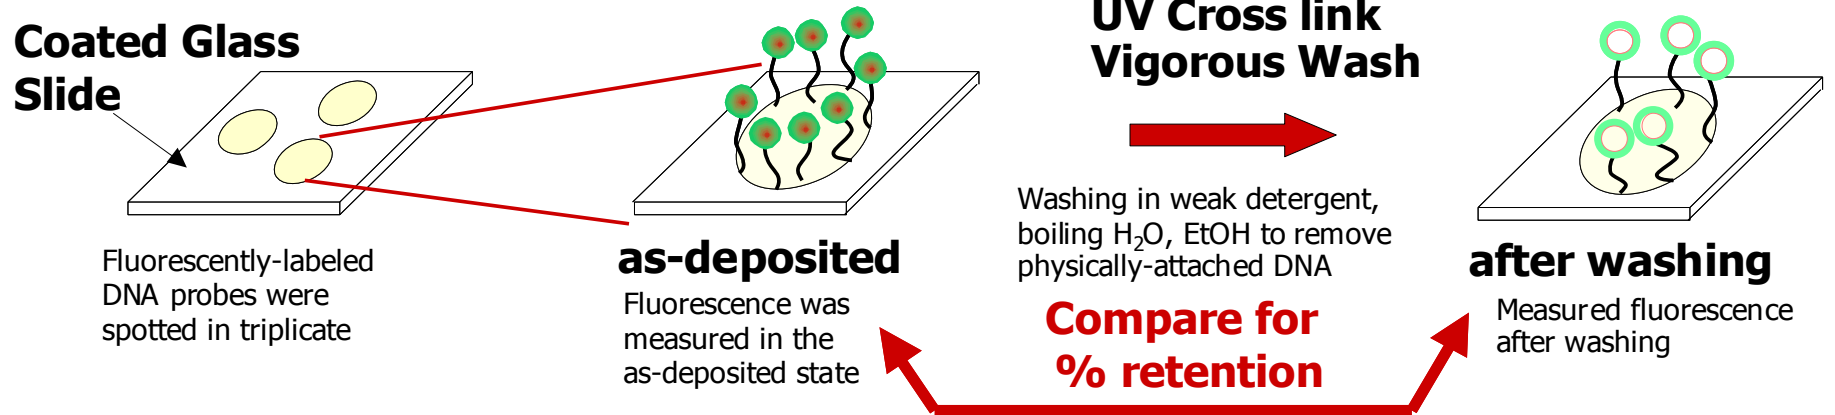 Coated Glass
Slide
Fluorescently-labeled
DNA probes were
spotted in triplicate
as-deposited
Fluorescence was
measured in the
as-deposited state
UV Cross link
Vigorous Wash
Washing in weak detergent,
boiling H₂O, EtOH to remove
physically-attached DNA
Compare for
% retention
after washing
Measured fluorescence
after washing